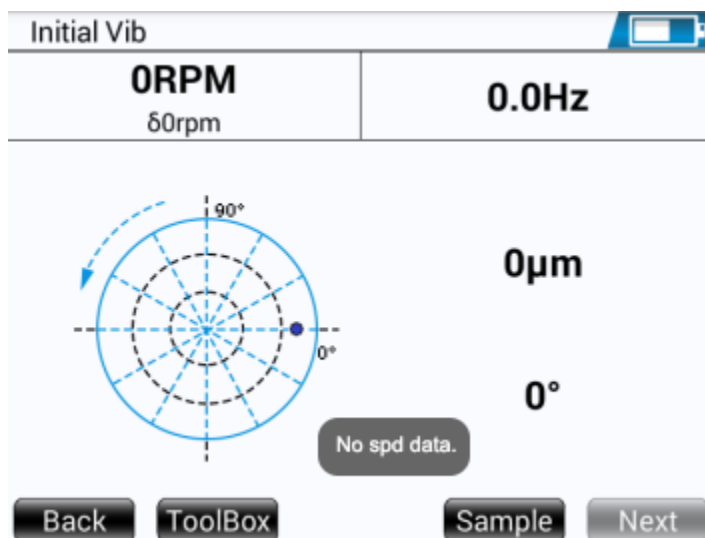 Initial Vib
0RPM
δ0rpm
0.0Hz
90°
0°
0μm
0°
No spd data.
Back
ToolBox
Sample
Next